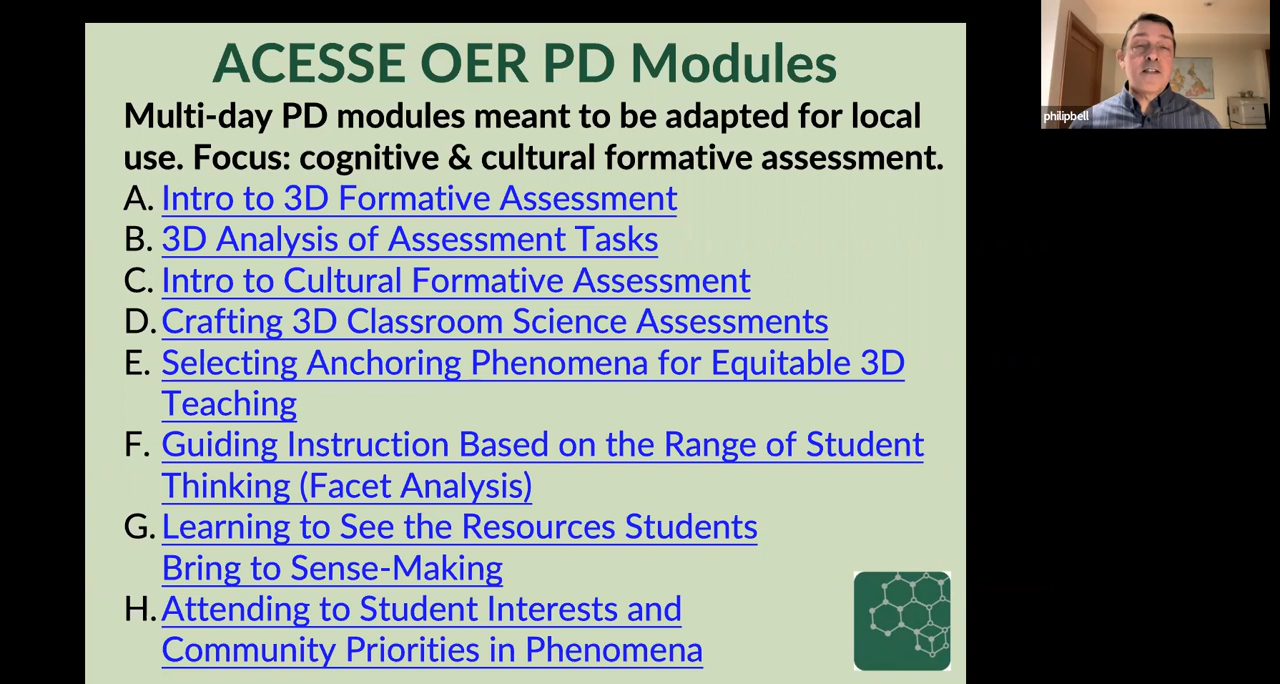 ACESSE OER PD Modules
Multi-day PD modules meant to be adapted for local
use. Focus: cognitive & cultural formative assessment.
A. Intro to 3D Formative Assessment
B. 3D Analysis of Assessment Tasks
C. Intro to Cultural Formative Assessment
D. Crafting 3D Classroom Science Assessments
E. Selecting Anchoring Phenomena for Equitable 3D
Teaching
F. Guiding Instruction Based on the Range of Student
Thinking (Facet Analysis)
G. Learning to See the Resources Students
Bring to Sense-Making
H. Attending to Student Interests and
Community Priorities in Phenomena
philipbell